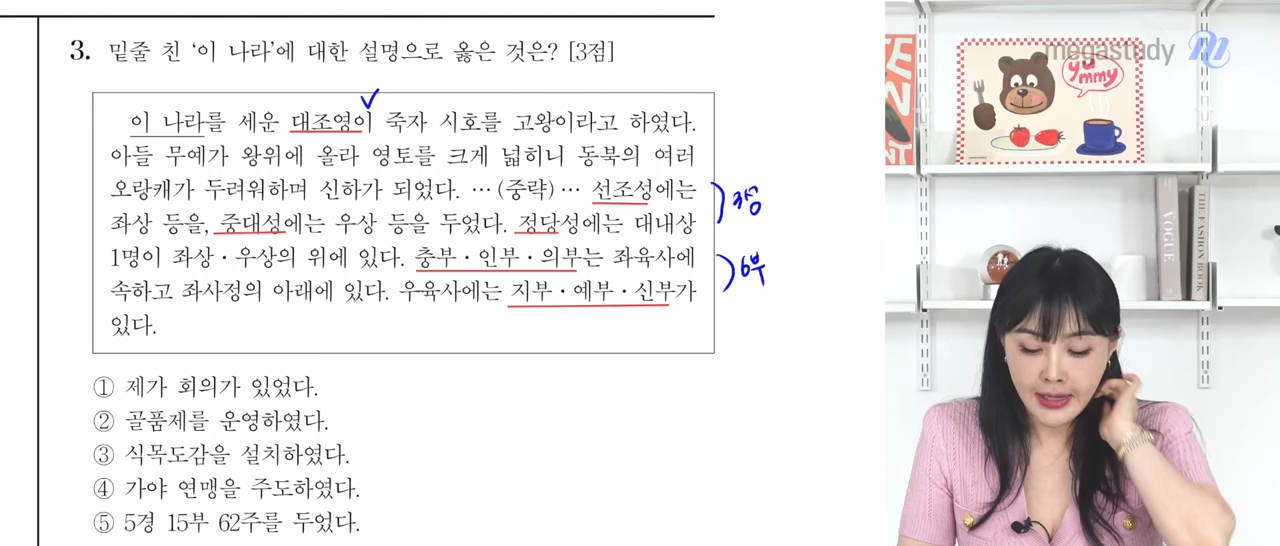 3. 밑줄 친 '이 나라'에 대한 설명으로 옳은 것은? [3점]
이 나라를 세운 대조영이 죽자 시호를 고왕이라고 하였다.
아들 무예가 왕위에 올라 영토를 크게 넓히니 동북의 여러
오랑캐가 두려워하며 신하가 되었다. …(중략)… 선조성에는
좌상 등을, 중대성에는 우상 등을 두었다. 정당성에는 대내상
1명이 좌상·우상의 위에 있다. 충부·인부·의부는 좌육사에
속하고 좌사정의 아래에 있다. 우육사에는 지부·예부·신부가
있다.
3성
6부
① 제가 회의가 있었다.
② 골품제를 운영하였다.
③ 식목도감을 설치하였다.
④ 가야 연맹을 주도하였다.
⑤ 5경 15부 62주를 두었다.
megastudy
yummy
VOGUE
THE FASHION BOOK